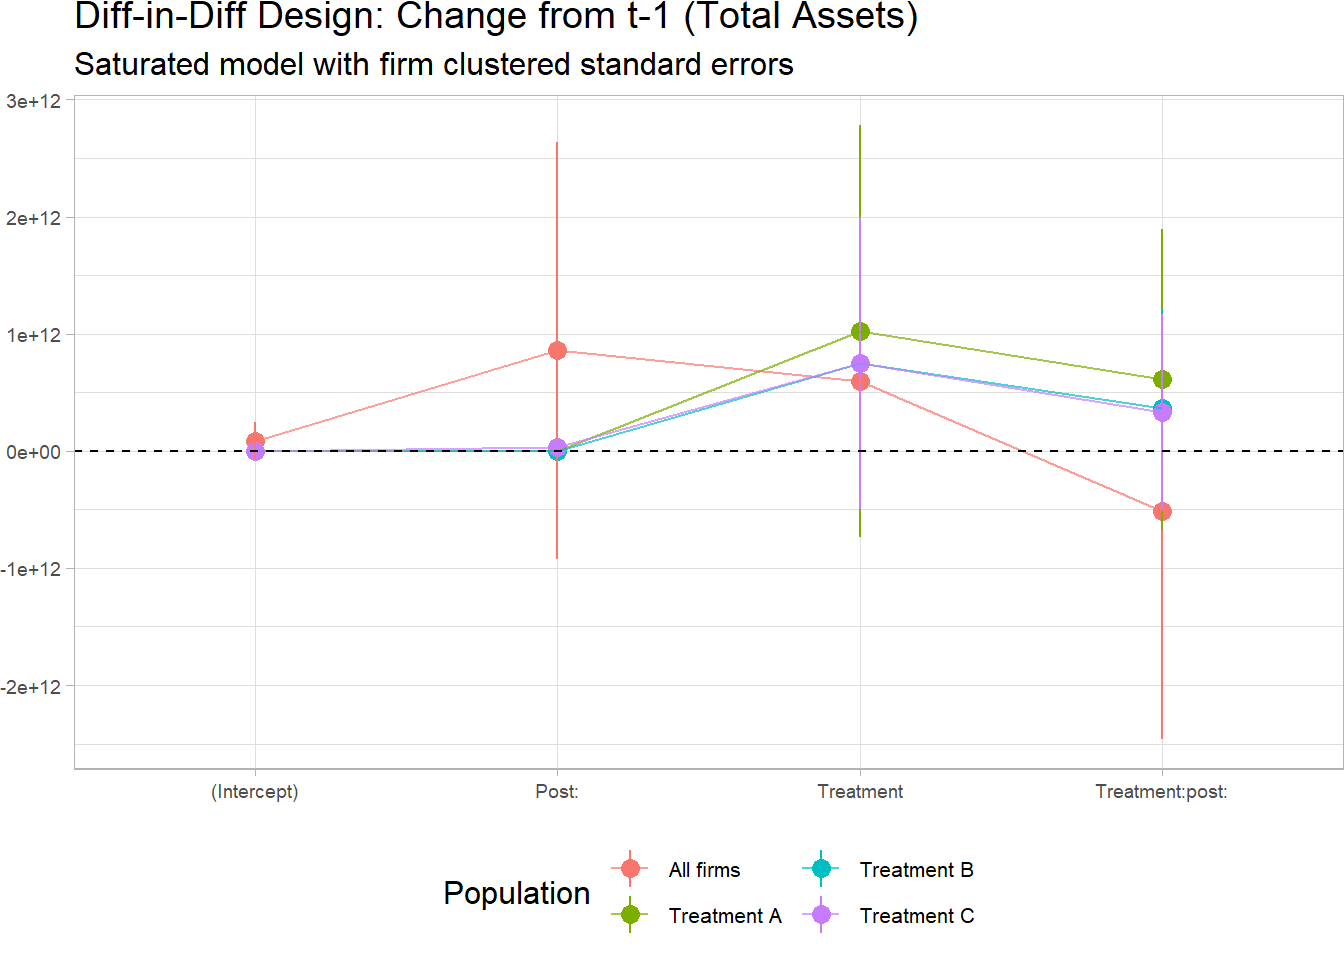 Diff-in-Diff Design: Change from t-1 (Total Assets)
Saturated model with firm clustered standard errors
3e+12
2e+12
1e+12
0e+00
-1e+12
-2e+12
(Intercept)
Post:
Treatment
Treatment:post:
Population
All firms
Treatment A
Treatment B
Treatment C